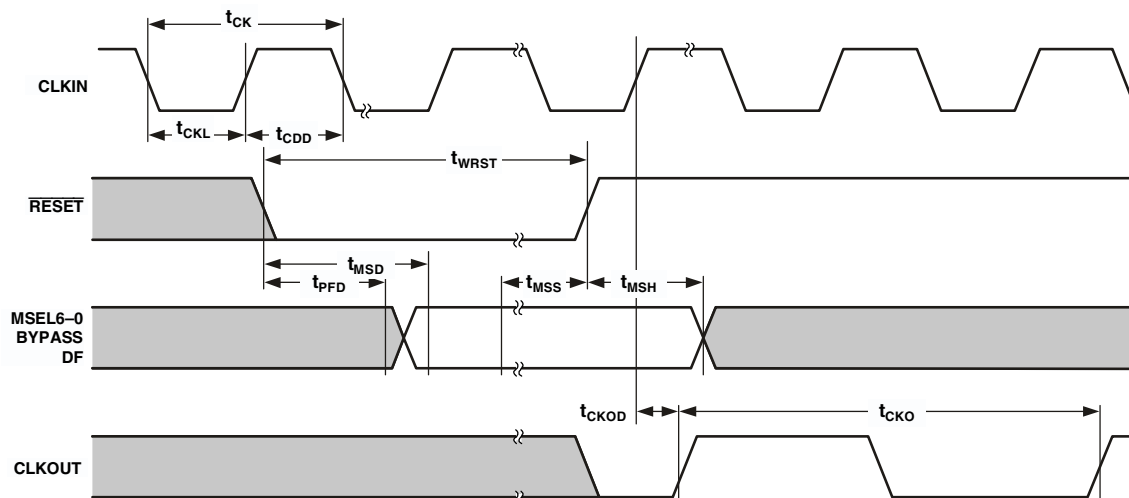 tCK
CLKIN
tCKL
tCDD
tWRST
RESET
tMSD
tPFD
tMSS
tMSH
MSEL6–0
BYPASS
DF
tCKOD
tCKO
CLKOUT